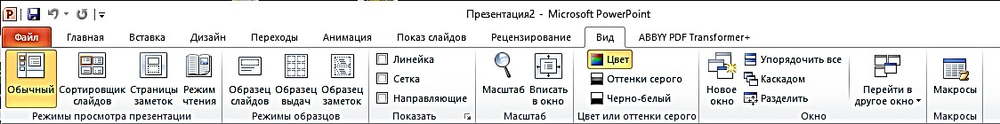 Презентация2 - Microsoft PowerPoint
Файл Главная Вставка Дизайн Переходы Анимация Показ слайдов Рецензирование Вид ABBYY PDF Transformer+
Обычный Сортировщик слайдов Страницы заметок Режим чтения
Режимы просмотра презентации
Образец слайдов Образец выдач Образец заметок
Режимы образцов
Линейка
Сетка
Направляющие
Показать
Масштаб Вписать в окно
Масштаб
Цвет
Оттенки серого
Черно-белый
Цвет или оттенки серого
Новое окно
Упорядочить все
Каскадом
Разделить
Перейти в другое окно
Окно
Макросы
Макросы